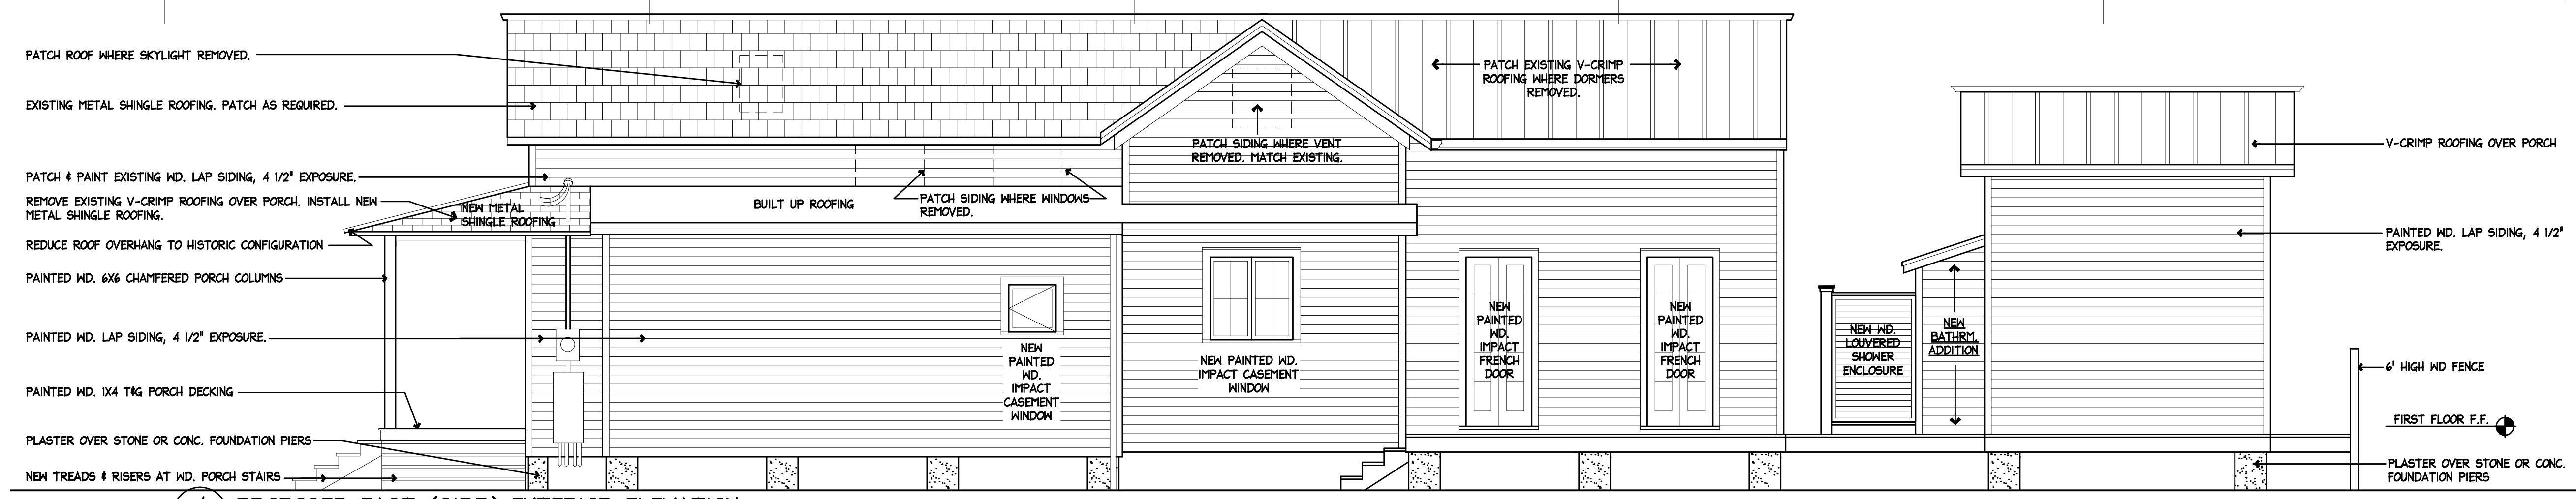 PATCH ROOF WHERE SKYLIGHT REMOVED.
EXISTING METAL SHINGLE ROOFING. PATCH AS REQUIRED.
PATCH & PAINT EXISTING WD. LAP SIDING, 4 1/2" EXPOSURE.
REMOVE EXISTING V-CRIMP ROOFING OVER PORCH. INSTALL NEW
METAL SHINGLE ROOFING.
REDUCE ROOF OVERHANG TO HISTORIC CONFIGURATION
PAINTED WD. 6X6 CHAMFERED PORCH COLUMNS
PAINTED WD. LAP SIDING, 4 1/2" EXPOSURE.
PAINTED WD. 1X4 T&G PORCH DECKING
PLASTER OVER STONE OR CONC. FOUNDATION PIERS
NEW TREADS & RISERS AT WD. PORCH STAIRS
NEW METAL
SHINGLE ROOFING
BUILT UP ROOFING
PATCH SIDING WHERE WINDOWS
REMOVED.
PATCH SIDING WHERE VENT
REMOVED. MATCH EXISTING.
PATCH EXISTING V-CRIMP
ROOFING WHERE DORMERS
REMOVED.
NEW
PAINTED
WD.
IMPACT
CASEMENT
WINDOW
NEW PAINTED WD.
IMPACT CASEMENT
WINDOW
NEW
PAINTED
WD.
IMPACT
FRENCH
DOOR
NEW
PAINTED
WD.
IMPACT
FRENCH
DOOR
NEW WD.
LOUVERED
SHOWER
ENCLOSURE
NEW
BATHRM.
ADDITION
V-CRIMP ROOFING OVER PORCH
PAINTED WD. LAP SIDING, 4 1/2"
EXPOSURE.
6' HIGH WD FENCE
FIRST FLOOR F.F.
PLASTER OVER STONE OR CONC.
FOUNDATION PIERS
PROPOSED EAST (SIDE) EXTERIOR ELEVATION